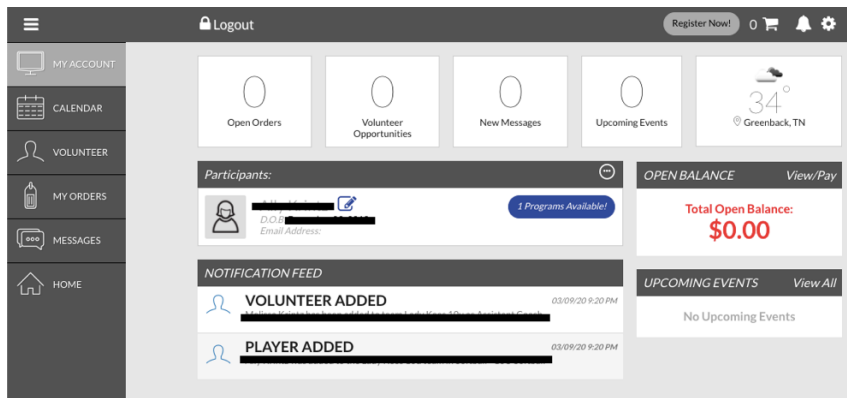 Logout
Register Now!
0
MY ACCOUNT
CALENDAR
VOLUNTEER
MY ORDERS
MESSAGES
HOME
0
Open Orders
0
Volunteer
Opportunities
0
New Messages
0
Upcoming Events
34°
Greenback, TN
Participants:
D.O.B
Email Address:
1 Programs Available!
OPEN BALANCE View/Pay
Total Open Balance:
$0.00
NOTIFICATION FEED
VOLUNTEER ADDED 03/09/20 9:20 PM
PLAYER ADDED 03/09/20 9:20 PM
UPCOMING EVENTS View All
No Upcoming Events